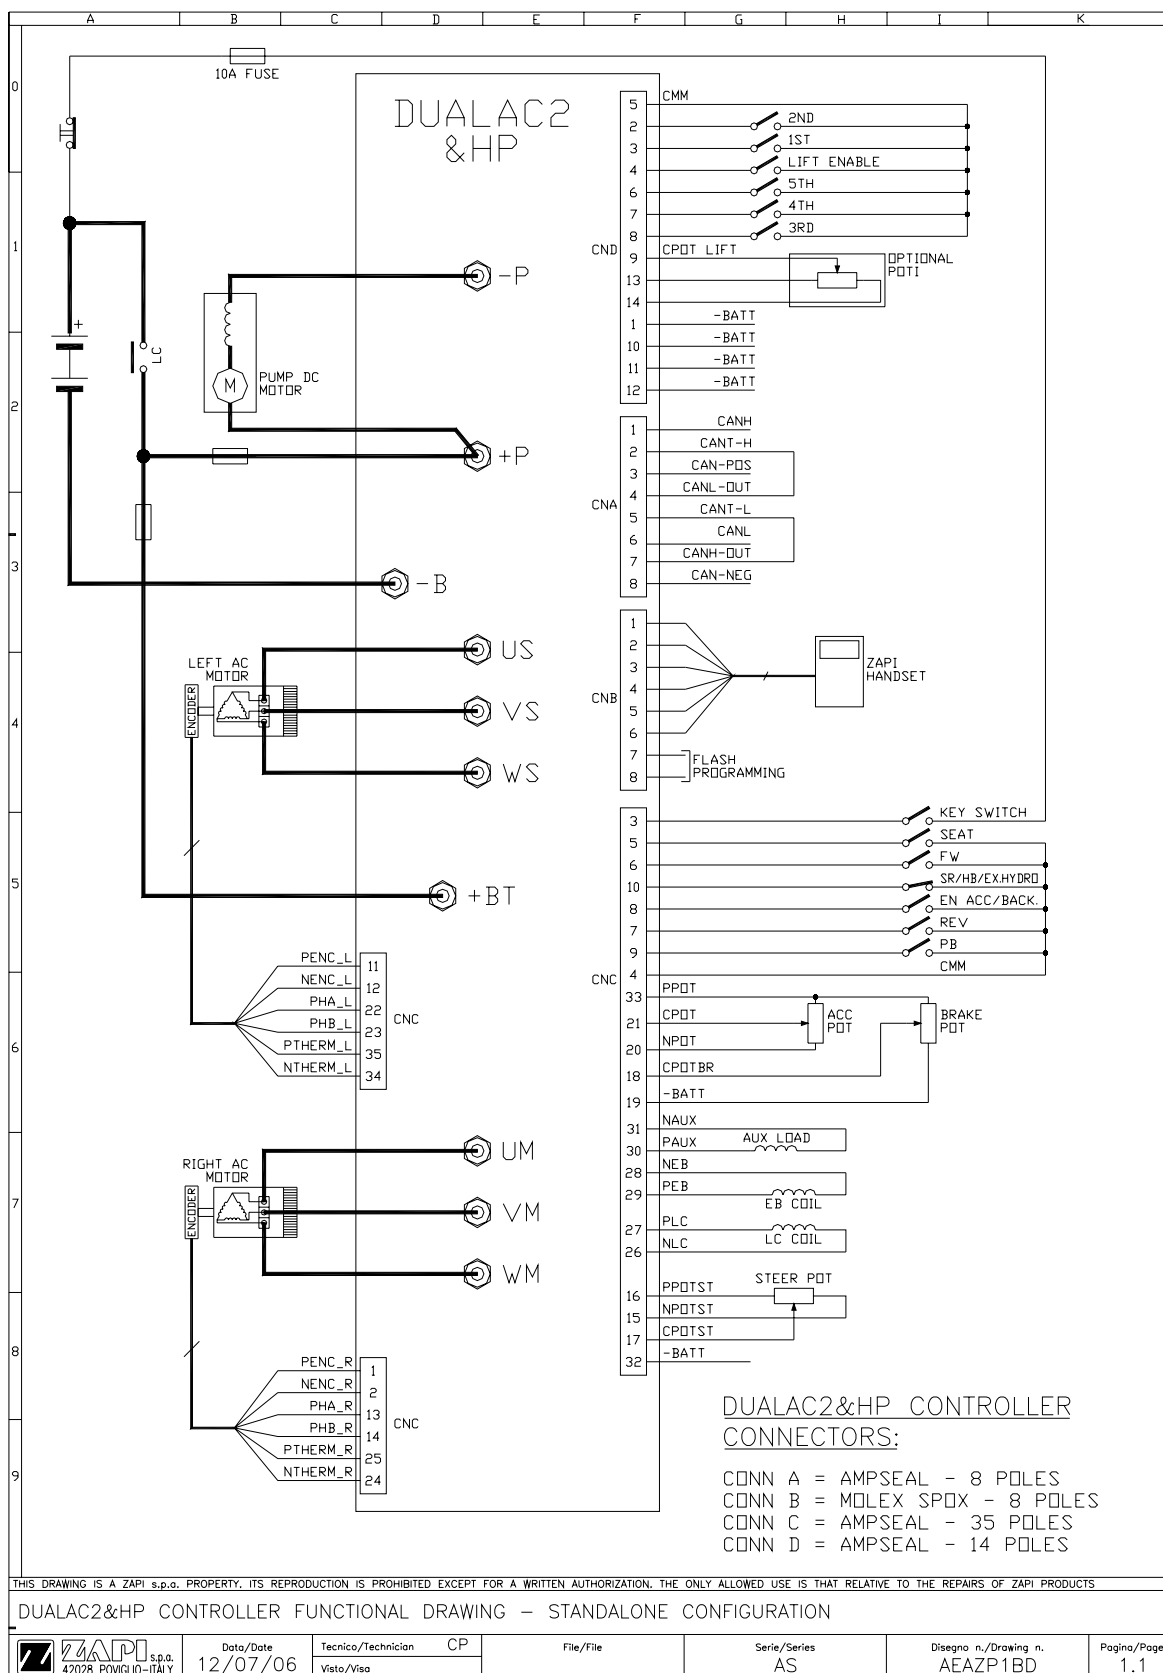 A B C D E F G H I K
0
1
2
3
4
5
6
7
8
9
10A FUSE
DUALAC2
&HP
-P
PUMP DC
MOTOR
M
+
LC
+P
-B
LEFT AC
MOTOR
ENCODER
US
VS
WS
+BT
PENC_L 11
NENC_L 12
PHA_L 22
PHB_L 23
PTHERM_L 35
NTHERM_L 34
CNC
RIGHT AC
MOTOR
ENCODER
UM
VM
WM
PENC_R 1
NENC_R 2
PHA_R 13
PHB_R 14
PTHERM_R 25
NTHERM_R 24
CNC
CND
5 CMM
2 2ND
3 1ST
4 LIFT ENABLE
6 5TH
7 4TH
8 3RD
9 CPOT LIFT
13
14
OPTIONAL
POTI
1 -BATT
10 -BATT
11 -BATT
12 -BATT
CNA
1 CANH
2 CANT-H
3 CAN-POS
4 CANL-OUT
5 CANT-L
6 CANL
7 CANH-OUT
8 CAN-NEG
CNB
1
2
3
4
5
6
7
8
ZAPI
HANDSET
FLASH
PROGRAMMING
CNC
3 KEY SWITCH
5 SEAT
6 FW
10 SR/HB/EX.HYDRO
8 EN ACC/BACK.
7 REV
9 PB
4 CMM
33 PPOT
21 CPOT
20 NPOT
18 CPOTBR
19 -BATT
ACC
POT
BRAKE
POT
31 NAUX
30 PAUX AUX LOAD
28 NEB
29 PEB
EB COIL
27 PLC
26 NLC
LC COIL
STEER POT
16 PPOTST
15 NPOTST
17 CPOTST
32 -BATT
DUALAC2&HP CONTROLLER
CONNECTORS:
CONN A = AMPSEAL - 8 POLES
CONN B = MOLEX SPOX - 8 POLES
CONN C = AMPSEAL - 35 POLES
CONN D = AMPSEAL - 14 POLES
THIS DRAWING IS A ZAPI s.p.a. PROPERTY. ITS REPRODUCTION IS PROHIBITED EXCEPT FOR A WRITTEN AUTHORIZATION. THE ONLY ALLOWED USE IS THAT RELATIVE TO THE REPAIRS OF ZAPI PRODUCTS
DUALAC2&HP CONTROLLER FUNCTIONAL DRAWING - STANDALONE CONFIGURATION
ZAPI s.p.a.
42028 POVIGLIO-ITALY
Data/Date
12/07/06
Tecnico/Technician CP
Visto/Visa
File/File
Serie/Series
AS
Disegno n./Drawing n.
AEAZP1BD
Pagina/Page
1.1